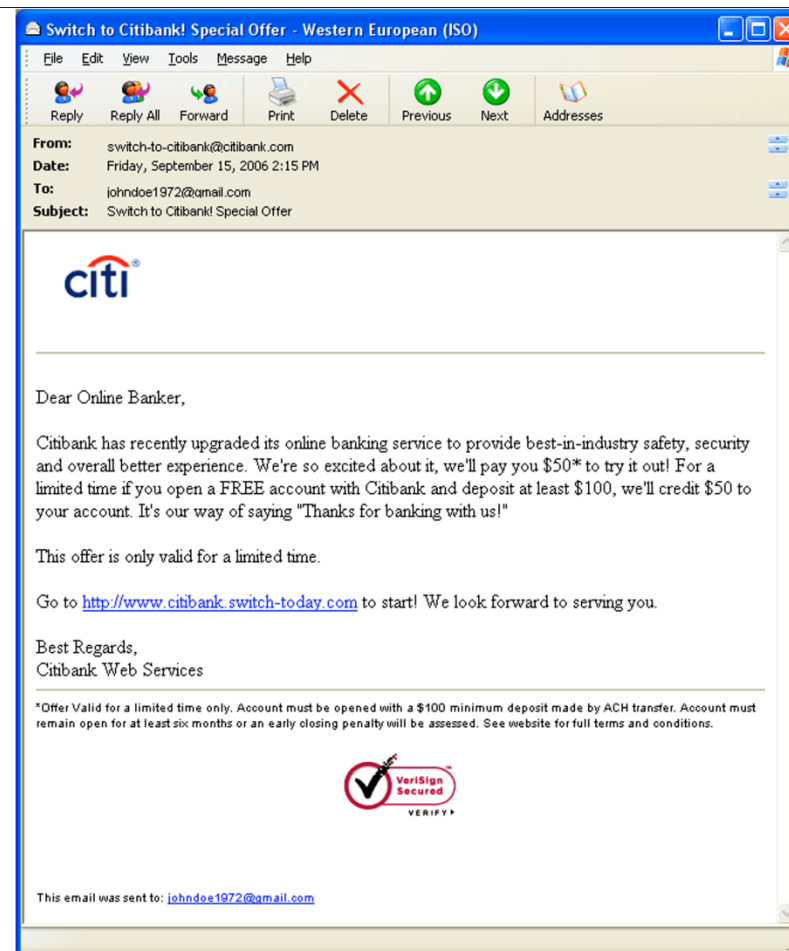 Switch to Citibank! Special Offer - Western European (ISO)
File Edit View Tools Message Help
Reply Reply All Forward Print Delete Previous Next Addresses
From: switch-to-citibank@citibank.com
Date: Friday, September 15, 2006 2:15 PM
To: johndoe1972@gmail.com
Subject: Switch to Citibank! Special Offer
citi®
Dear Online Banker,
Citibank has recently upgraded its online banking service to provide best-in-industry safety, security
and overall better experience. We're so excited about it, we'll pay you $50* to try it out! For a
limited time if you open a FREE account with Citibank and deposit at least $100, we'll credit $50 to
your account. It's our way of saying "Thanks for banking with us!"
This offer is only valid for a limited time.
Go to http://www.citibank.switch-today.com to start! We look forward to serving you.
Best Regards,
Citibank Web Services
*Offer Valid for a limited time only. Account must be opened with a $100 minimum deposit made by ACH transfer. Account must
remain open for at least six months or an early closing penalty will be assessed. See website for full terms and conditions.
VeriSign™
Secured
VERIFY
This email was sent to: johndoe1972@gmail.com